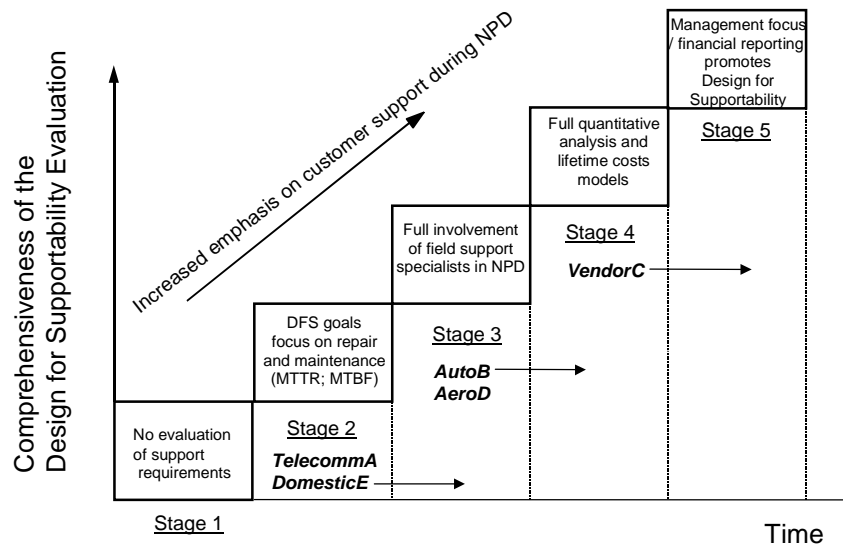 Comprehensiveness of the
Design for Supportability Evaluation
Increased emphasis on customer support during NPD
No evaluation
of support
requirements
Stage 1
DFS goals
focus on repair
and maintenance
(MTTR; MTBF)
Stage 2
TelecommA
DomesticE
Full involvement
of field support
specialists in NPD
Stage 3
AutoB
AeroD
Full quantitative
analysis and
lifetime costs
models
Stage 4
VendorC
Management focus
/ financial reporting
promotes
Design for
Supportability
Stage 5
Time